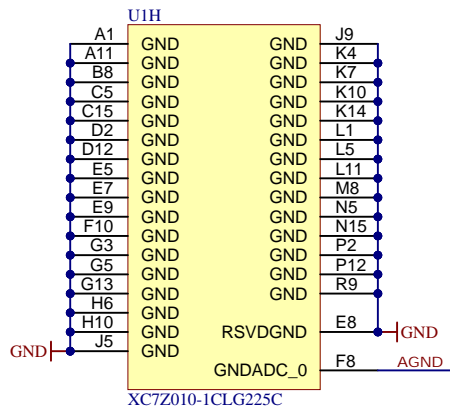 U1H
A1 GND GND J9
A11 GND GND K4
B8 GND GND K7
C5 GND GND K10
C15 GND GND K14
D2 GND GND L1
D12 GND GND L5
E5 GND GND L11
E7 GND GND M8
E9 GND GND N5
F10 GND GND N15
G3 GND GND P2
G5 GND GND P12
G13 GND GND R9
H6 GND
H10 GND RSVDGND E8 GND
GND J5 GND
GNDADC_0 F8 AGND
XC7Z010-1CLG225C